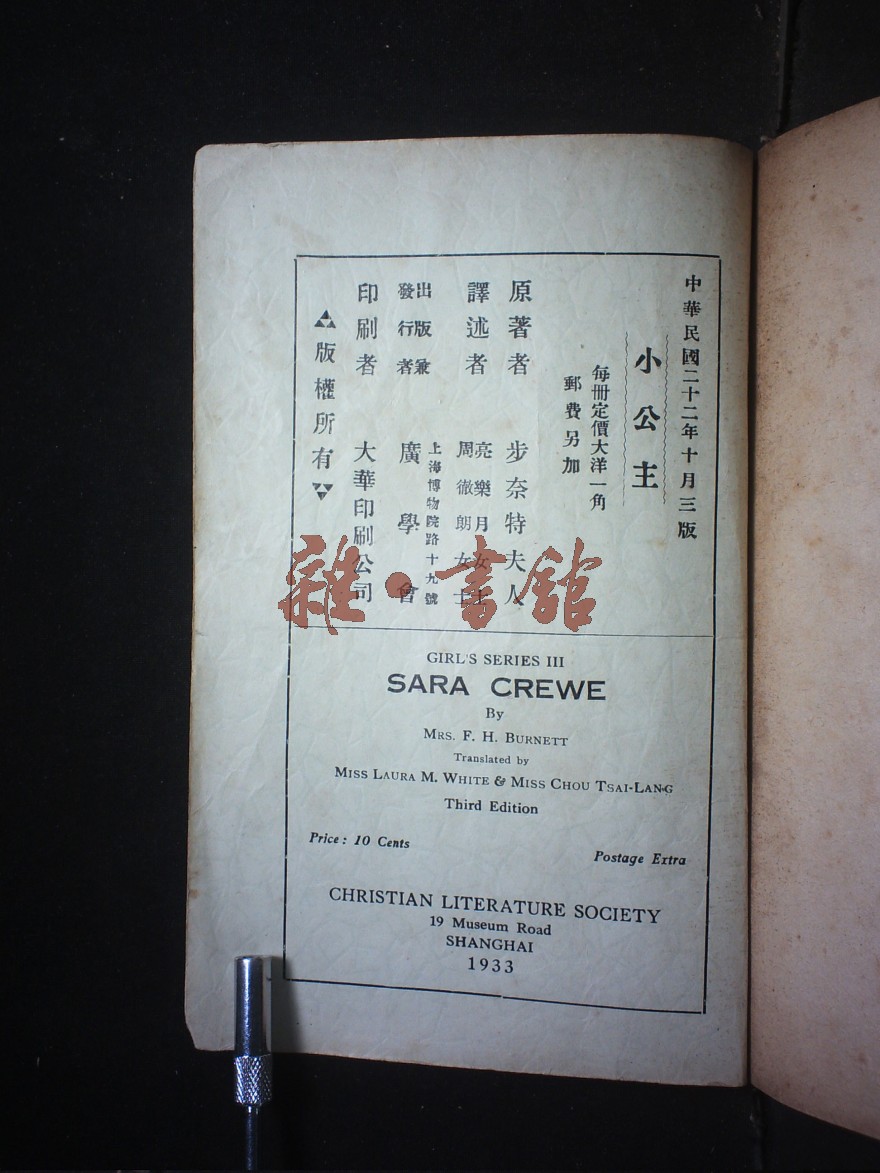 中華民國二十二年十月三版
小公主
每冊定價大洋一角
郵費另加
原著者 步奈特夫人
譯述者 亮樂月女士
周徹朗女士
出版兼
發行者 上海博物院路十九號
廣學會
印刷者 大華印刷公司
版權所有
雜·書館
GIRL'S SERIES III
SARA CREWE
By
MRS. F. H. BURNETT
Translated by
MISS LAURA M. WHITE & MISS CHOU TSAI-LANG
Third Edition
Price: 10 Cents
Postage Extra
CHRISTIAN LITERATURE SOCIETY
19 Museum Road
SHANGHAI
1933